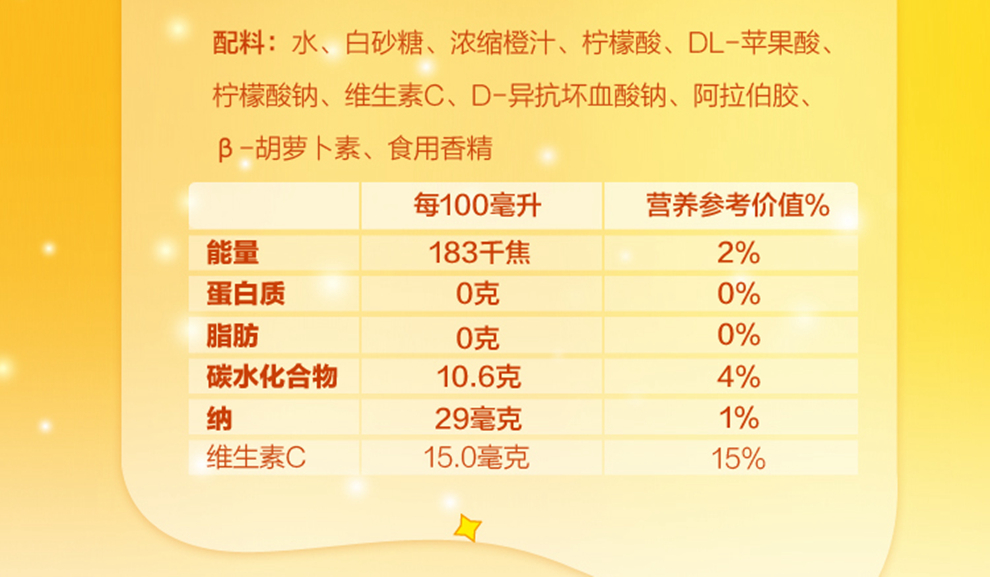 配料：水、白砂糖、浓缩橙汁、柠檬酸、DL-苹果酸、
柠檬酸钠、维生素C、D-异抗坏血酸钠、阿拉伯胶、
β-胡萝卜素、食用香精
每100毫升 营养参考价值%
能量 183千焦 2%
蛋白质 0克 0%
脂肪 0克 0%
碳水化合物 10.6克 4%
纳 29毫克 1%
维生素C 15.0毫克 15%